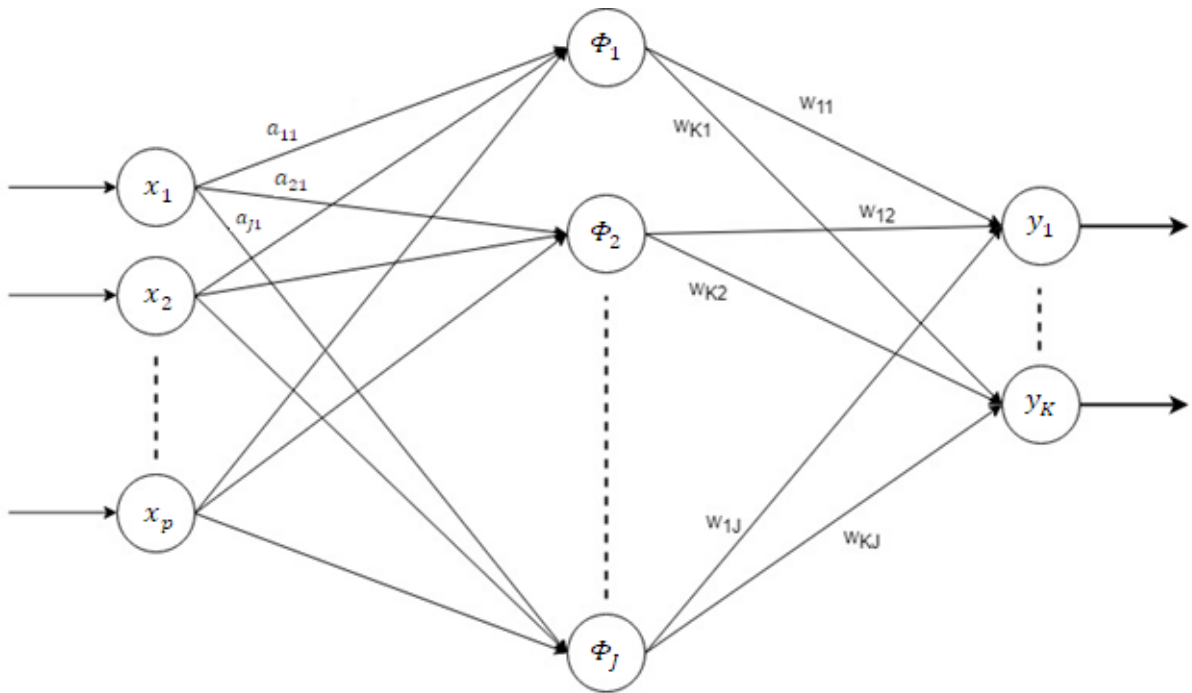 Φ₁
w₁₁
wK₁
a₁₁
x₁
a₂₁
aJ₁
Φ₂
w₁₂
y₁
x₂
wK₂
yK
xₚ
w₁J
wKJ
ΦJ